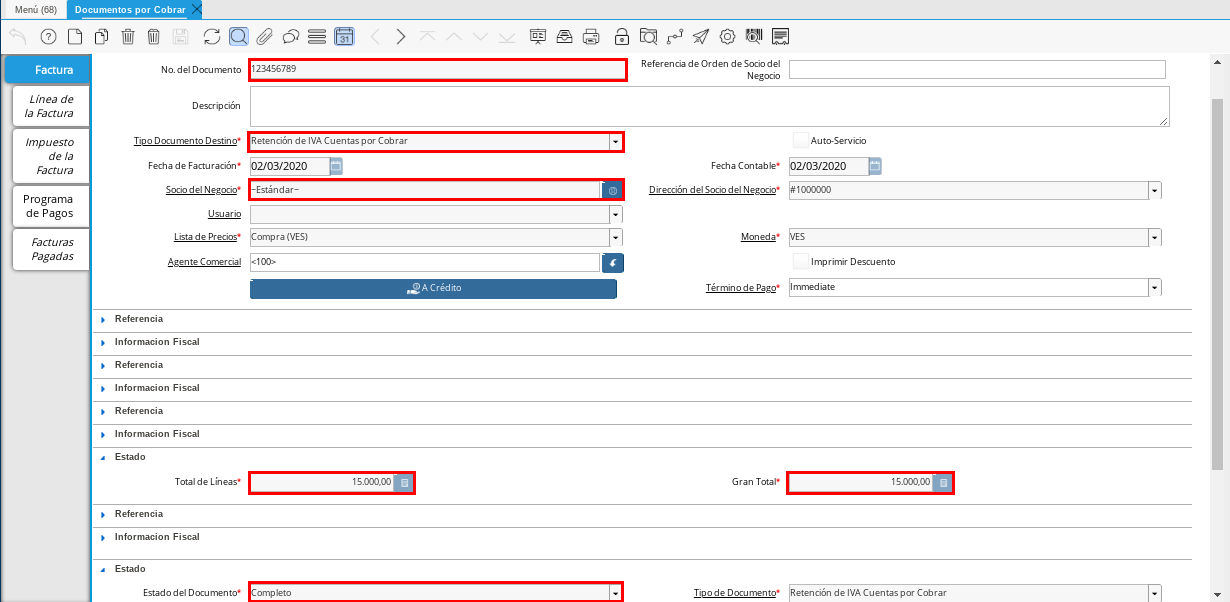 Menú (68)
Documentos por Cobrar
31
Factura
Línea de
la Factura
Impuesto
de la
Factura
Programa
de Pagos
Facturas
Pagadas
No. del Documento 123456789
Referencia de Orden de Socio del
Negocio
Descripción
Tipo Documento Destino* Retención de IVA Cuentas por Cobrar
Auto-Servicio
Fecha de Facturación* 02/03/2020
Fecha Contable* 02/03/2020
Socio del Negocio* ~Estándar~
Dirección del Socio del Negocio* #1000000
Usuario
Lista de Precios* Compra (VES)
Moneda* VES
Agente Comercial <100>
Imprimir Descuento
A Crédito
Término de Pago* Immediate
Referencia
Informacion Fiscal
Referencia
Informacion Fiscal
Referencia
Informacion Fiscal
Estado
Total de Líneas* 15.000,00
Gran Total* 15.000,00
Referencia
Informacion Fiscal
Estado
Estado del Documento* Completo
Tipo de Documento* Retención de IVA Cuentas por Cobrar